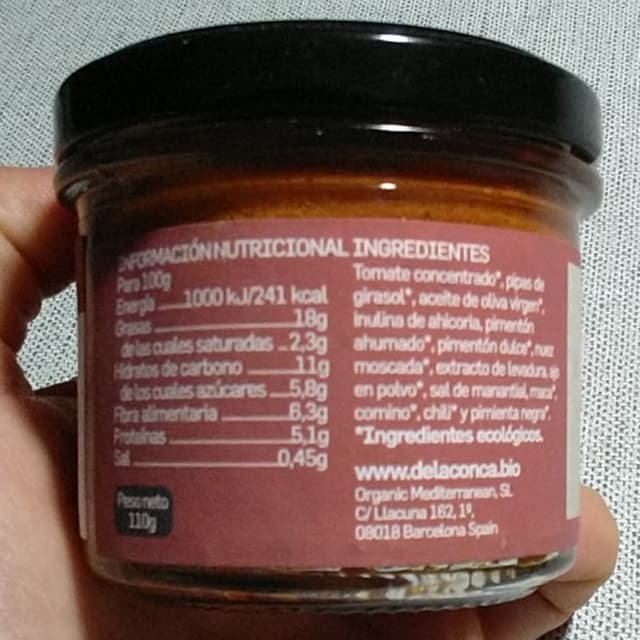 INFORMACIÓN NUTRICIONAL
Para 100g
Energía 1000 kJ/241 kcal
Grasas 18g
de las cuales saturadas 2,3g
Hidratos de carbono 11g
de los cuales azúcares 5,8g
Fibra alimentaria 6,3g
Proteínas 5,1g
Sal 0,45g
Peso neto
110g
INGREDIENTES
Tomate concentrado*, pipas de
girasol*, aceite de oliva virgen*,
inulina de ahicoria, pimentón
ahumado*, pimentón dulce*, nuez
moscada*, extracto de levadura, ajo
en polvo*, sal de manantial, maca*,
comino*, chili* y pimienta negra*.
*Ingredientes ecológicos.
www.delaconca.bio
Organic Mediterranean, SL
C/ Llacuna 162, 1º,
08018 Barcelona Spain